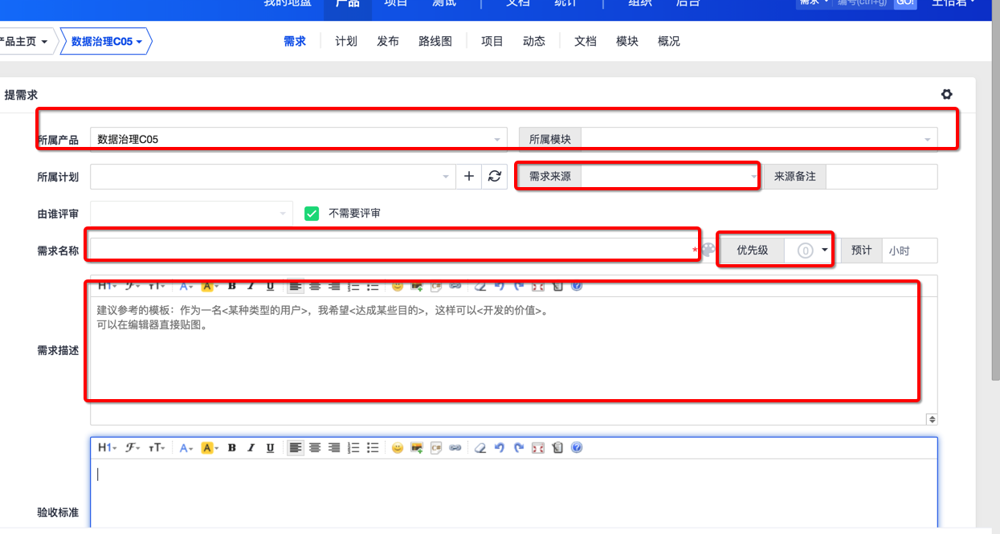 我的地盘 产品 项目 测试 文档 统计 组织 后台 需求 编号(ctrl+g) GO!
产品主页 数据治理C05 需求 计划 发布 路线图 项目 动态 文档 模块 概况
提需求
所属产品 数据治理C05 所属模块
所属计划 需求来源 来源备注
由谁评审 不需要评审
需求名称 * 优先级 0 预计 小时
H1 F TT A A B I U
建议参考的模板：作为一名<某种类型的用户>，我希望<达成某些目的>，这样可以<开发的价值>。
可以在编辑器直接贴图。
需求描述
H1 F TT A A B I U
验收标准